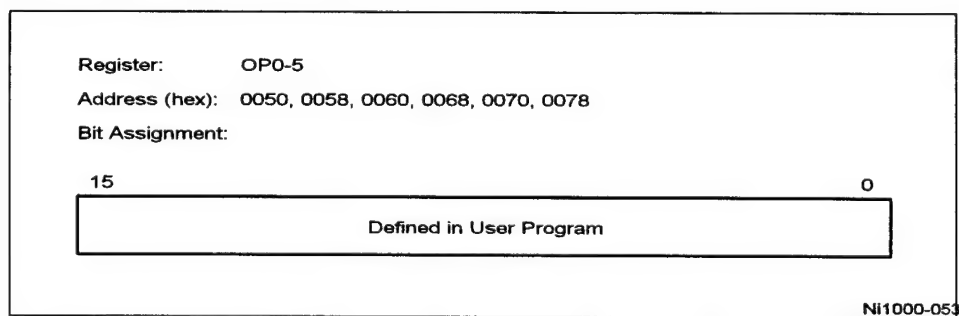 Register: OP0-5
Address (hex): 0050, 0058, 0060, 0068, 0070, 0078
Bit Assignment:
15 0
Defined in User Program
Ni1000-053